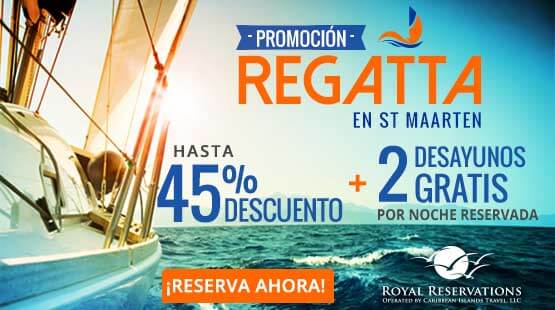 - PROMOCIÓN -
REGATTA
EN ST MAARTEN
HASTA
45% DESCUENTO
+
2 DESAYUNOS
GRATIS
POR NOCHE RESERVADA
¡RESERVA AHORA!
ROYAL RESERVATIONS
OPERATED BY CARIBBEAN ISLANDS TRAVEL, LLC